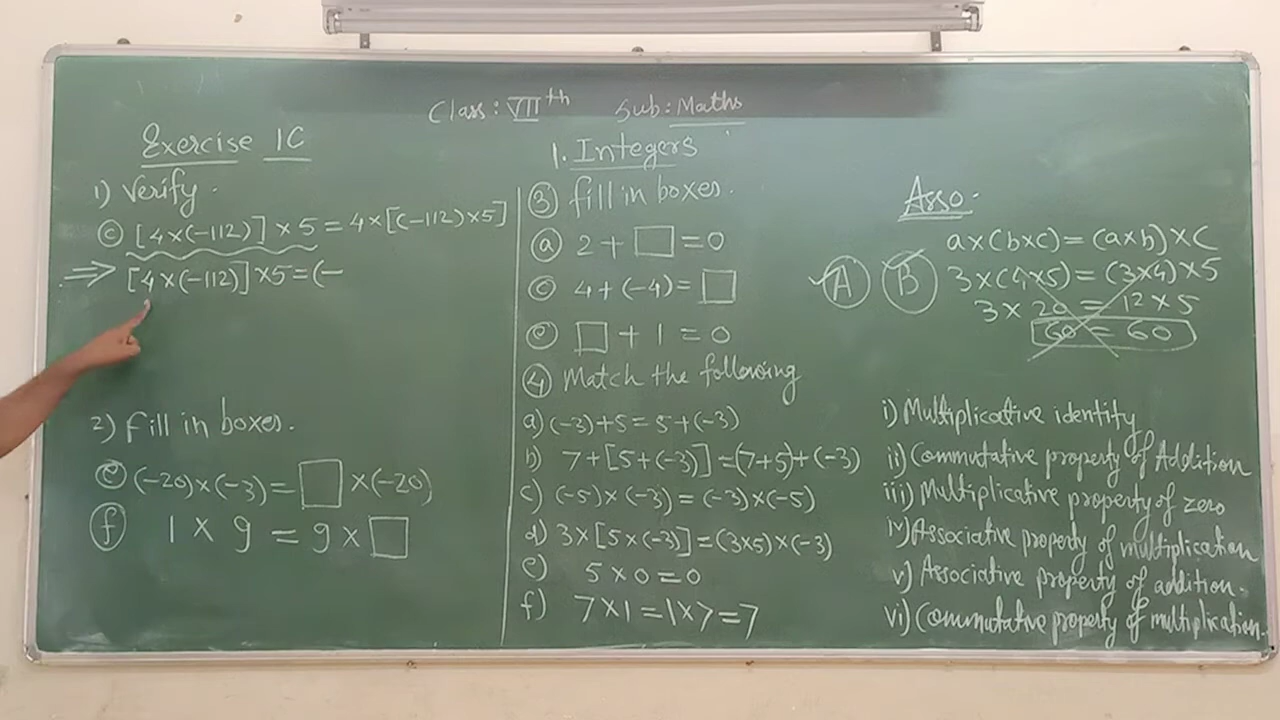 Class: VIIth Sub: Maths
Exercise 1C
1) Verify.
(c) [4×(-112)]×5 = 4×[(-112)×5]
⇒ [4×(-112)]×5=(-
2) Fill in boxes.
(e) (-20)×(-3)= □ ×(-20)
(f) 1 × 9 = 9 × □
1. Integers
(3) fill in boxes.
(a) 2 + □ = 0
(c) 4+(-4)= □
(e) □ + 1 = 0
(4) Match the following
a) (-3)+5 = 5+(-3)
b) 7+[5+(-3)]=(7+5)+(-3)
c) (-5)×(-3) = (-3)×(-5)
d) 3×[5×(-3)]=(3×5)×(-3)
e) 5×0=0
f) 7×1=1×7=7
Asso.
a×(b×c)=(a×b)×c
(A) (B) 3×(4×5)=(3×4)×5
3× 20 = 12×5
60 = 60
i) Multiplicative identity
ii) Commutative property of Addition
iii) Multiplicative property of zero
iv) Associative property of multiplication
v) Associative property of addition.
vi) Commutative property of multiplication.